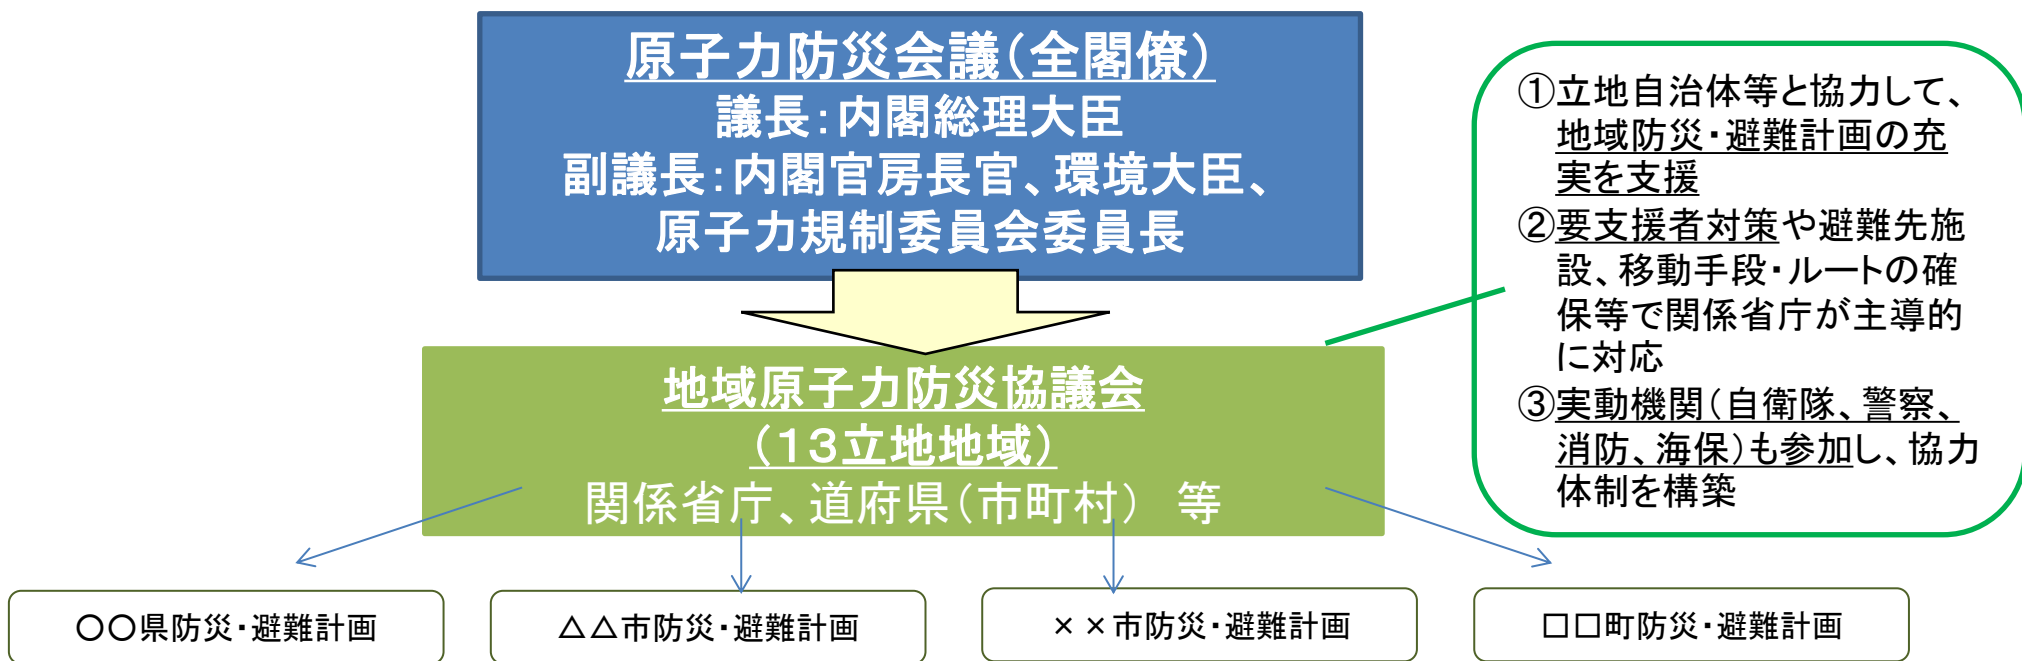 原子力防災会議(全閣僚)
議長:内閣総理大臣
副議長:内閣官房長官、環境大臣、
原子力規制委員会委員長
①立地自治体等と協力して、
地域防災・避難計画の充
実を支援
②要支援者対策や避難先施
設、移動手段・ルートの確
保等で関係省庁が主導的
に対応
③実動機関(自衛隊、警察、
消防、海保)も参加し、協力
体制を構築
地域原子力防災協議会
(13立地地域)
関係省庁、道府県(市町村) 等
○○県防災・避難計画
△△市防災・避難計画
××市防災・避難計画
□□町防災・避難計画